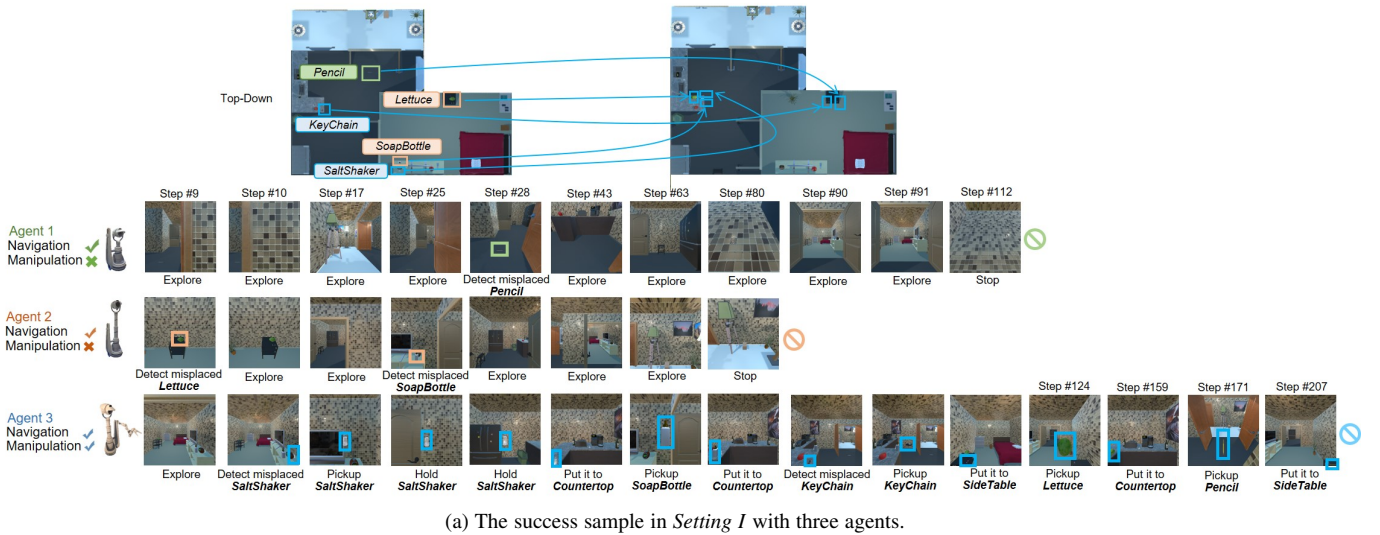 Top-Down
Pencil
Lettuce
KeyChain
SoapBottle
SaltShaker
Step #9 Step #10 Step #17 Step #25 Step #28 Step #43 Step #63 Step #80 Step #90 Step #91 Step #112
Agent 1
Navigation
Manipulation
Explore Explore Explore Explore Detect misplaced Explore Explore Explore Explore Explore Stop
Pencil
Agent 2
Navigation
Manipulation
Detect misplaced Explore Explore Detect misplaced Explore Explore Explore Stop
Lettuce SoapBottle
Step #124 Step #159 Step #171 Step #207
Agent 3
Navigation
Manipulation
Explore Detect misplaced Pickup Hold Hold Put it to Pickup Put it to Detect misplaced Pickup Put it to Pickup Put it to Pickup Put it to
SaltShaker SaltShaker SaltShaker SaltShaker Countertop SoapBottle Countertop KeyChain KeyChain SideTable Lettuce Countertop Pencil SideTable
(a) The success sample in Setting I with three agents.